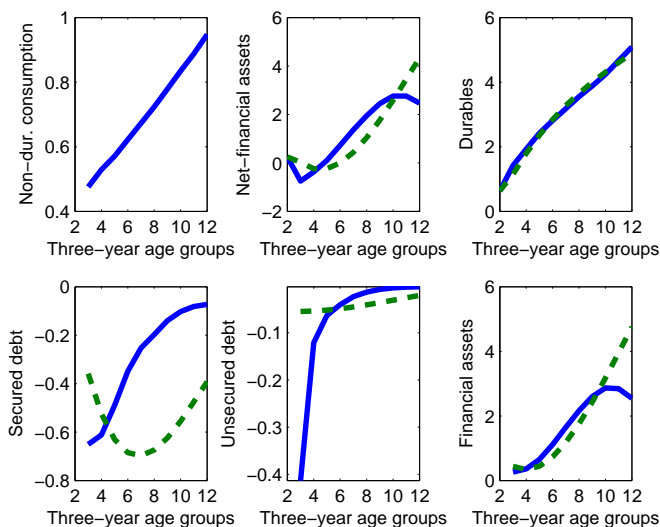 Non−dur. consumption
1
0.8
0.6
0.4
2 4 6 8 10 12
Three−year age groups
Net−financial assets
6
4
2
0
−2
2 4 6 8 10 12
Three−year age groups
Durables
6
4
2
0
2 4 6 8 10 12
Three−year age groups
Secured debt
0
−0.2
−0.4
−0.6
−0.8
2 4 6 8 10 12
Three−year age groups
Unsecured debt
−0.1
−0.2
−0.3
−0.4
2 4 6 8 10 12
Three−year age groups
Financial assets
6
4
2
0
2 4 6 8 10 12
Three−year age groups